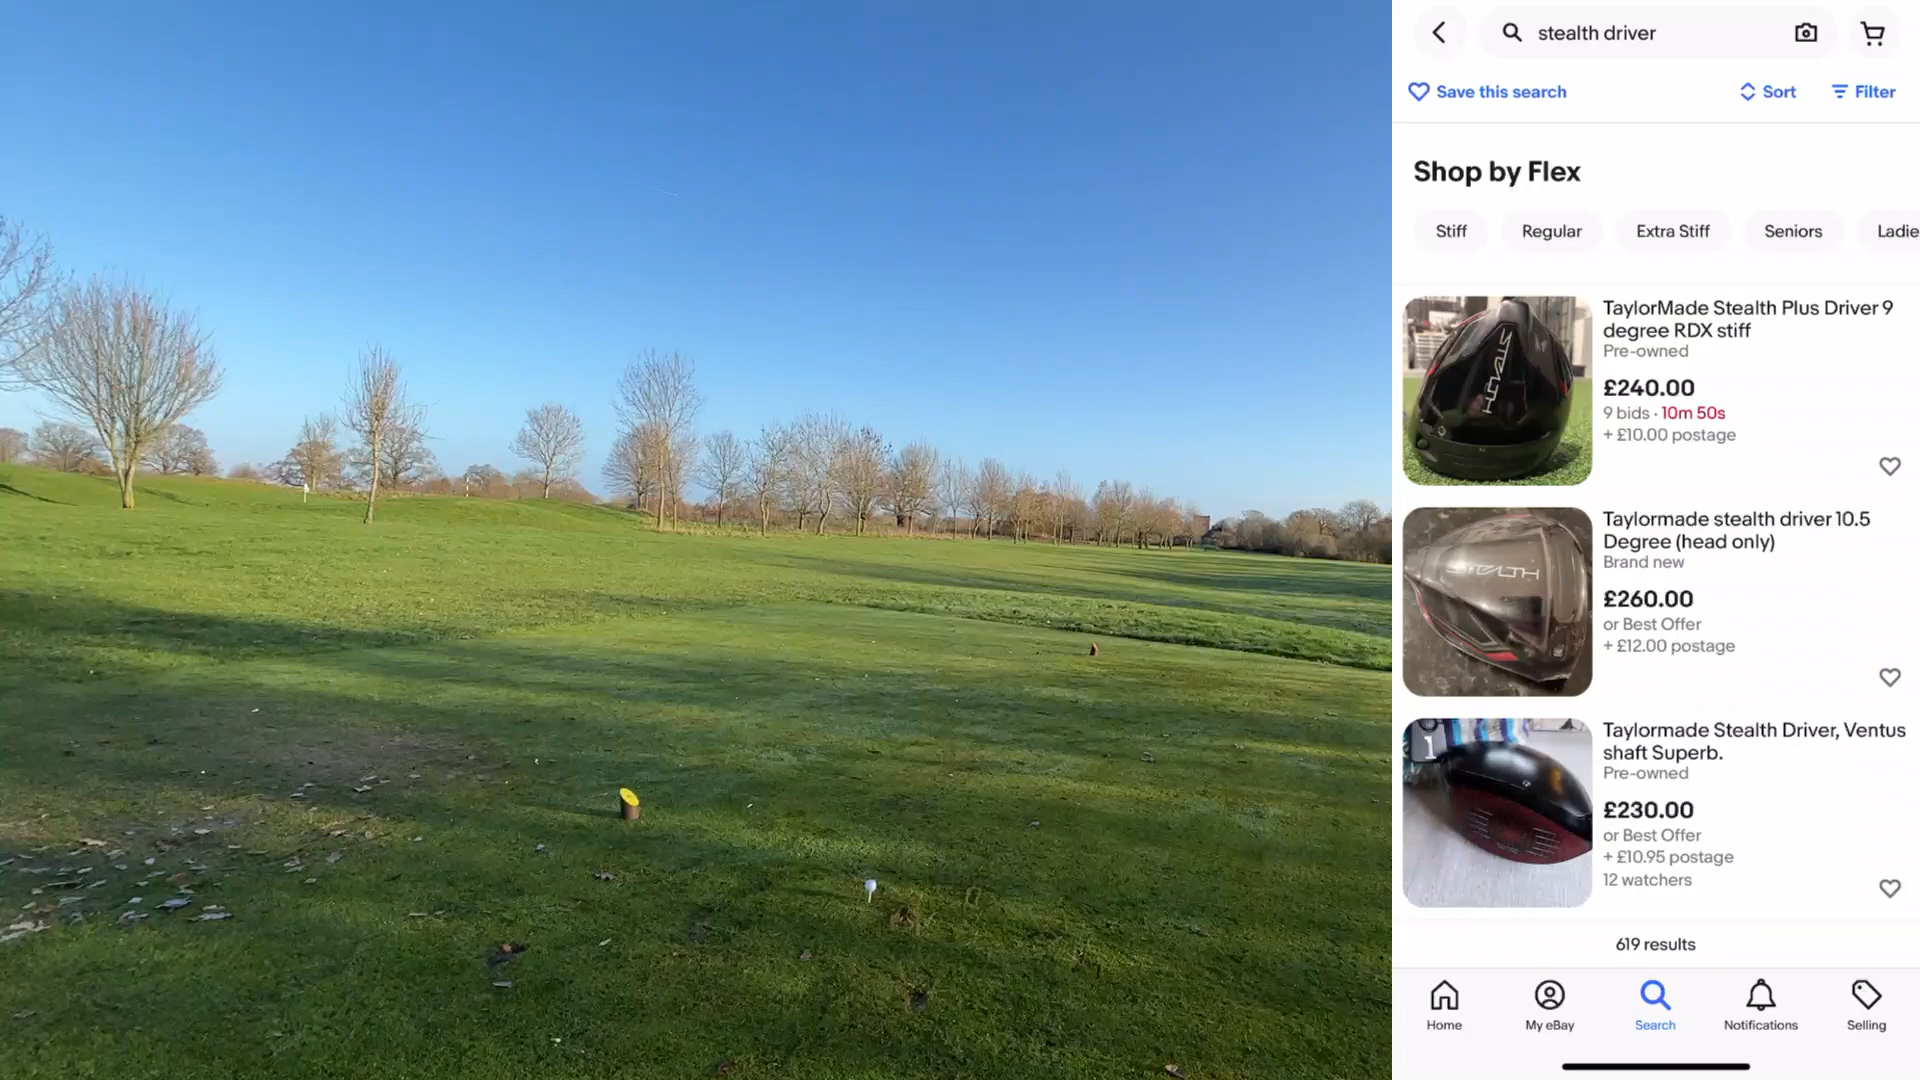 stealth driver
Save this search
Sort
Filter
Shop by Flex
Stiff
Regular
Extra Stiff
Seniors
Ladie
STEALTH
TaylorMade Stealth Plus Driver 9
degree RDX stiff
Pre-owned
£240.00
9 bids · 10m 50s
+ £10.00 postage
STEALTH
Taylormade stealth driver 10.5
Degree (head only)
Brand new
£260.00
or Best Offer
+ £12.00 postage
1
Taylormade Stealth Driver, Ventus
shaft Superb.
Pre-owned
£230.00
or Best Offer
+ £10.95 postage
12 watchers
619 results
Home
My eBay
Search
Notifications
Selling